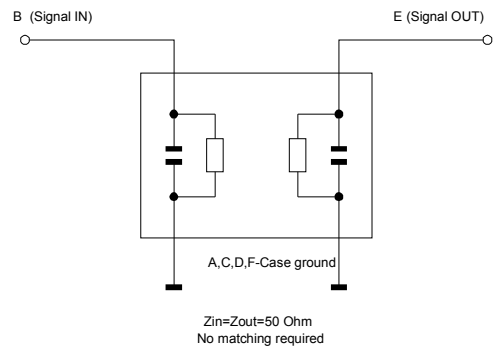 B (Signal IN)
E (Signal OUT)
A,C,D,F-Case ground
Zin=Zout=50 Ohm
No matching required